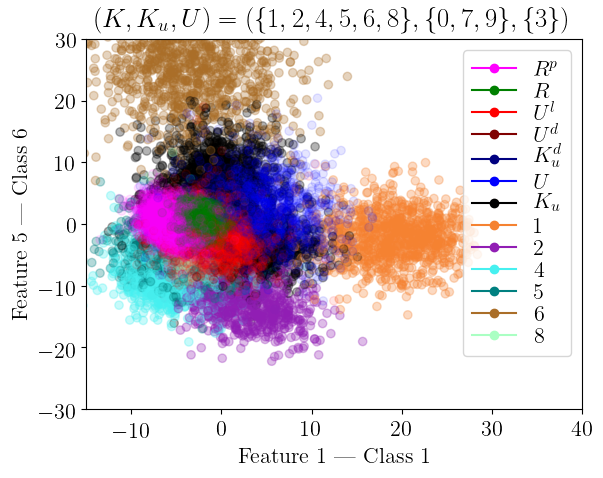 (K, K_u, U) = ({1, 2, 4, 5, 6, 8}, {0, 7, 9}, {3})
30
20
10
0
−10
−20
−30
Feature 5 — Class 6
−10
0
10
20
30
40
Feature 1 — Class 1
R^p
R
U^l
U^d
K_u^d
U
K_u
1
2
4
5
6
8